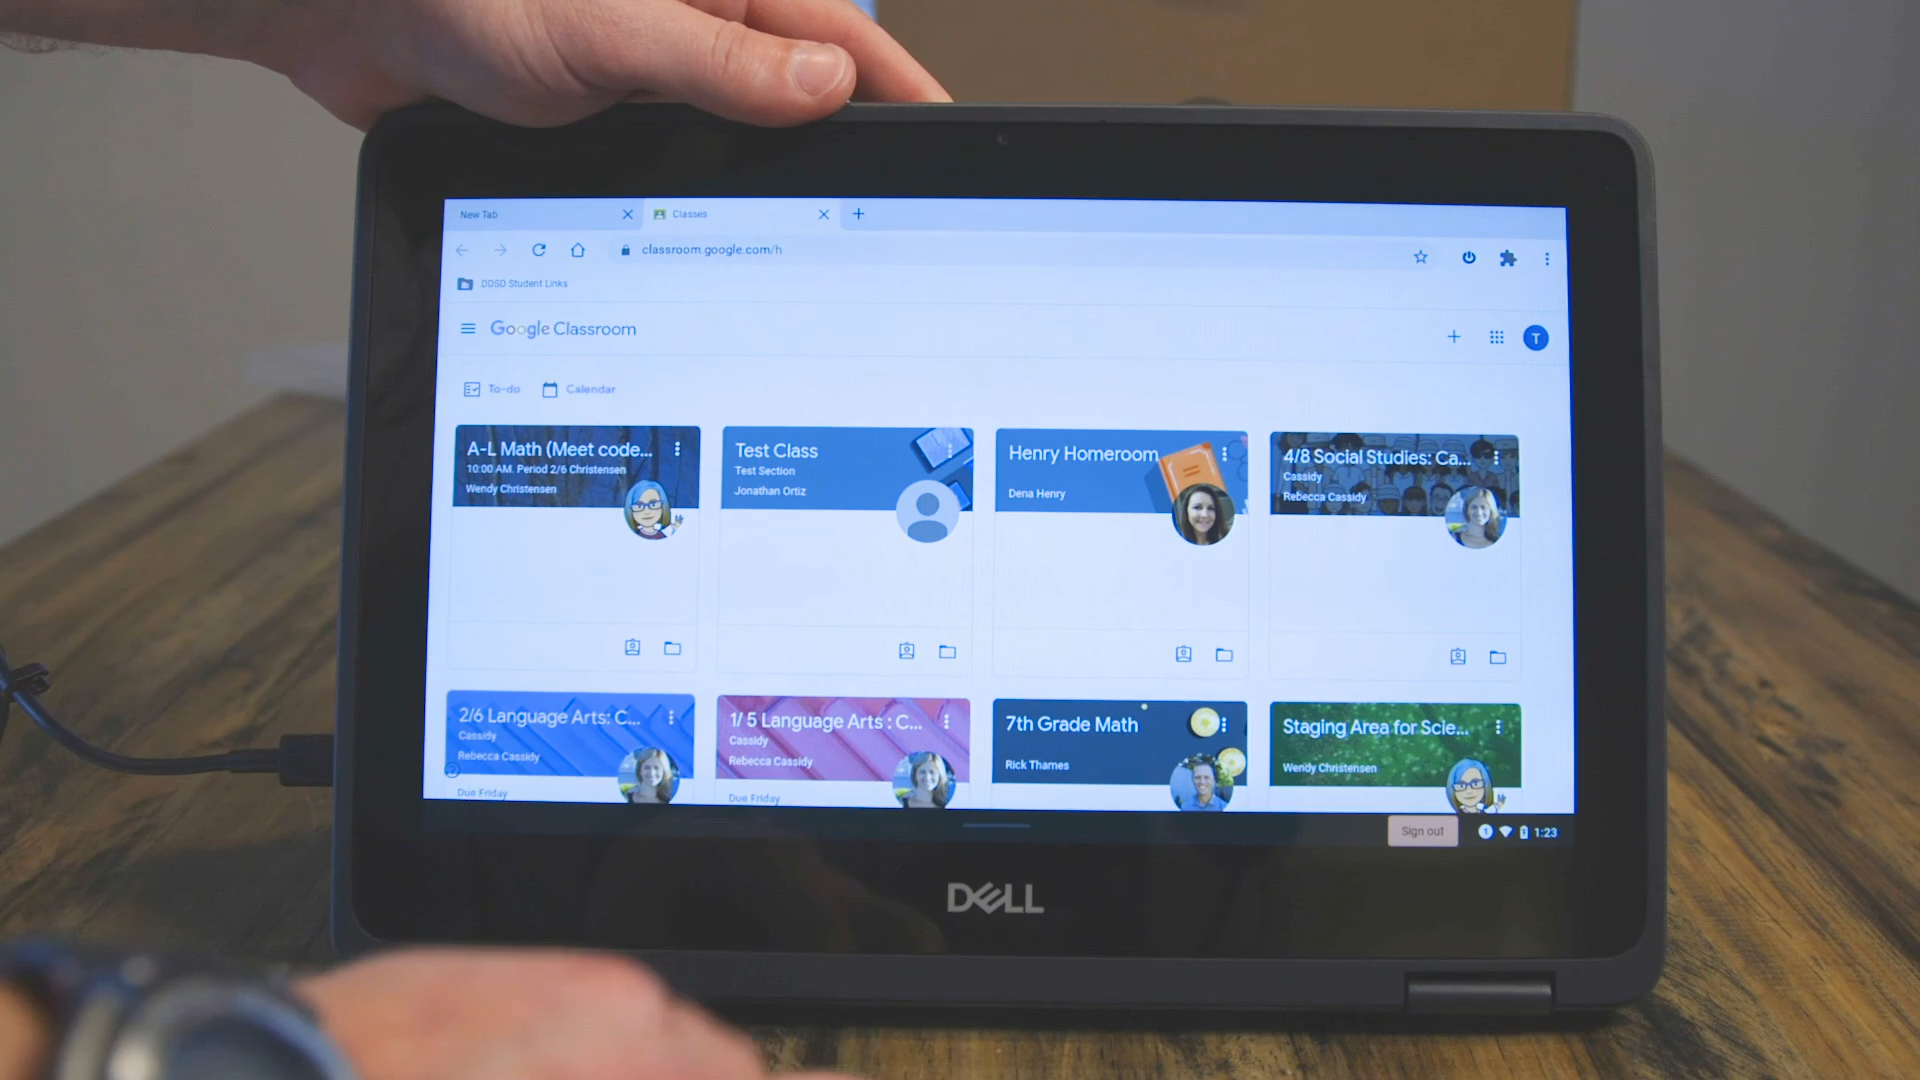 New Tab
Classes
classroom.google.com/h
DDSD Student Links
Google Classroom
T
To-do
Calendar
A-L Math (Meet code...
10:00 AM. Period 2/6 Christensen
Wendy Christensen
Test Class
Test Section
Jonathan Ortiz
Henry Homeroom
Dena Henry
4/8 Social Studies: Ca...
Cassidy
Rebecca Cassidy
2/6 Language Arts: C...
Cassidy
Rebecca Cassidy
Due Friday
1/ 5 Language Arts : C...
Cassidy
Rebecca Cassidy
Due Friday
7th Grade Math
Rick Thames
Staging Area for Scie...
Wendy Christensen
Sign out
1
1:23
DELL